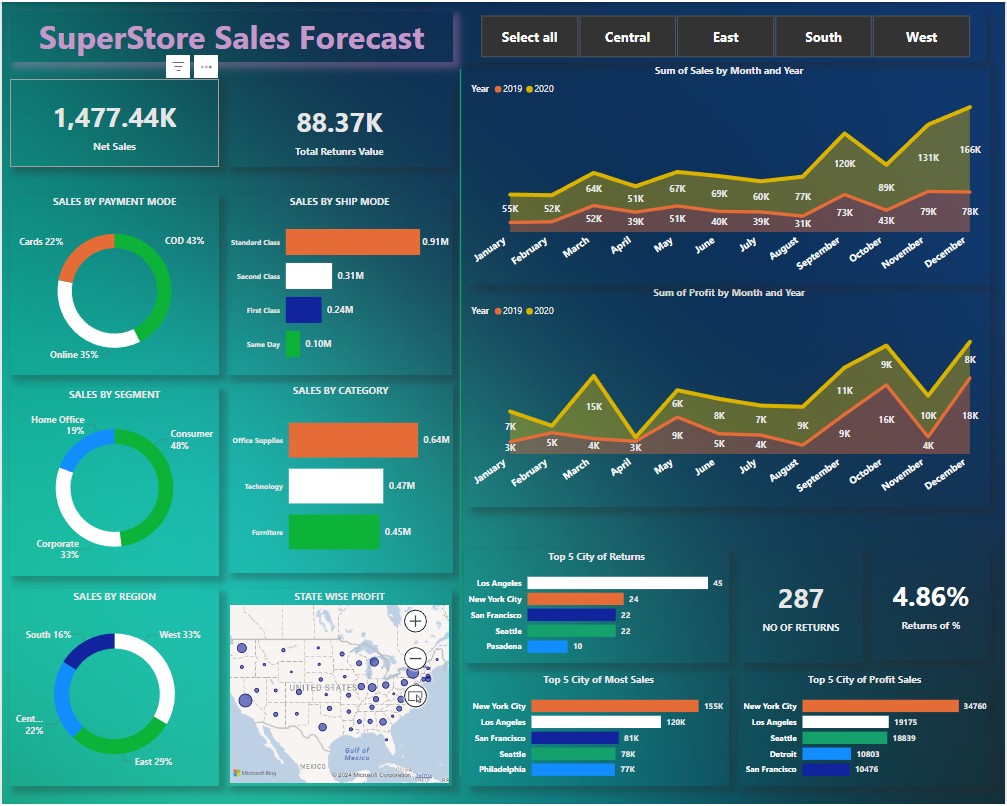 SuperStore Sales Forecast
Select all
Central
East
South
West
1,477.44K
Net Sales
88.37K
Total Retunrs Value
Sum of Sales by Month and Year
Year 2019 2020
55K
52K
64K
51K
67K
69K
60K
77K
120K
89K
131K
166K
52K
39K
51K
40K
39K
31K
73K
43K
79K
78K
January
February
March
April
May
June
July
August
September
October
November
December
SALES BY PAYMENT MODE
Cards 22%
COD 43%
Online 35%
SALES BY SHIP MODE
Standard Class 0.91M
Second Class 0.31M
First Class 0.24M
Same Day 0.10M
Sum of Profit by Month and Year
Year 2019 2020
7K
15K
6K
8K
7K
9K
11K
9K
10K
8K
3K
5K
4K
3K
9K
5K
4K
9K
16K
4K
18K
January
February
March
April
May
June
July
August
September
October
November
December
SALES BY SEGMENT
Home Office
19%
Consumer
48%
Corporate
33%
SALES BY CATEGORY
Office Supplies 0.64M
Technology 0.47M
Furniture 0.45M
SALES BY REGION
South 16%
West 33%
Cent...
22%
East 29%
STATE WISE PROFIT
UNITED STATES
Gulf of
Mexico
MEXICO
Microsoft Bing
© 2024 Microsoft Corporation Terms
Top 5 City of Returns
Los Angeles 45
New York City 24
San Francisco 22
Seattle 22
Pasadena 10
287
NO OF RETURNS
4.86%
Returns of %
Top 5 City of Most Sales
New York City 155K
Los Angeles 120K
San Francisco 81K
Seattle 78K
Philadelphia 77K
Top 5 City of Profit Sales
New York City 34760
Los Angeles 19175
Seattle 18839
Detroit 10803
San Francisco 10476